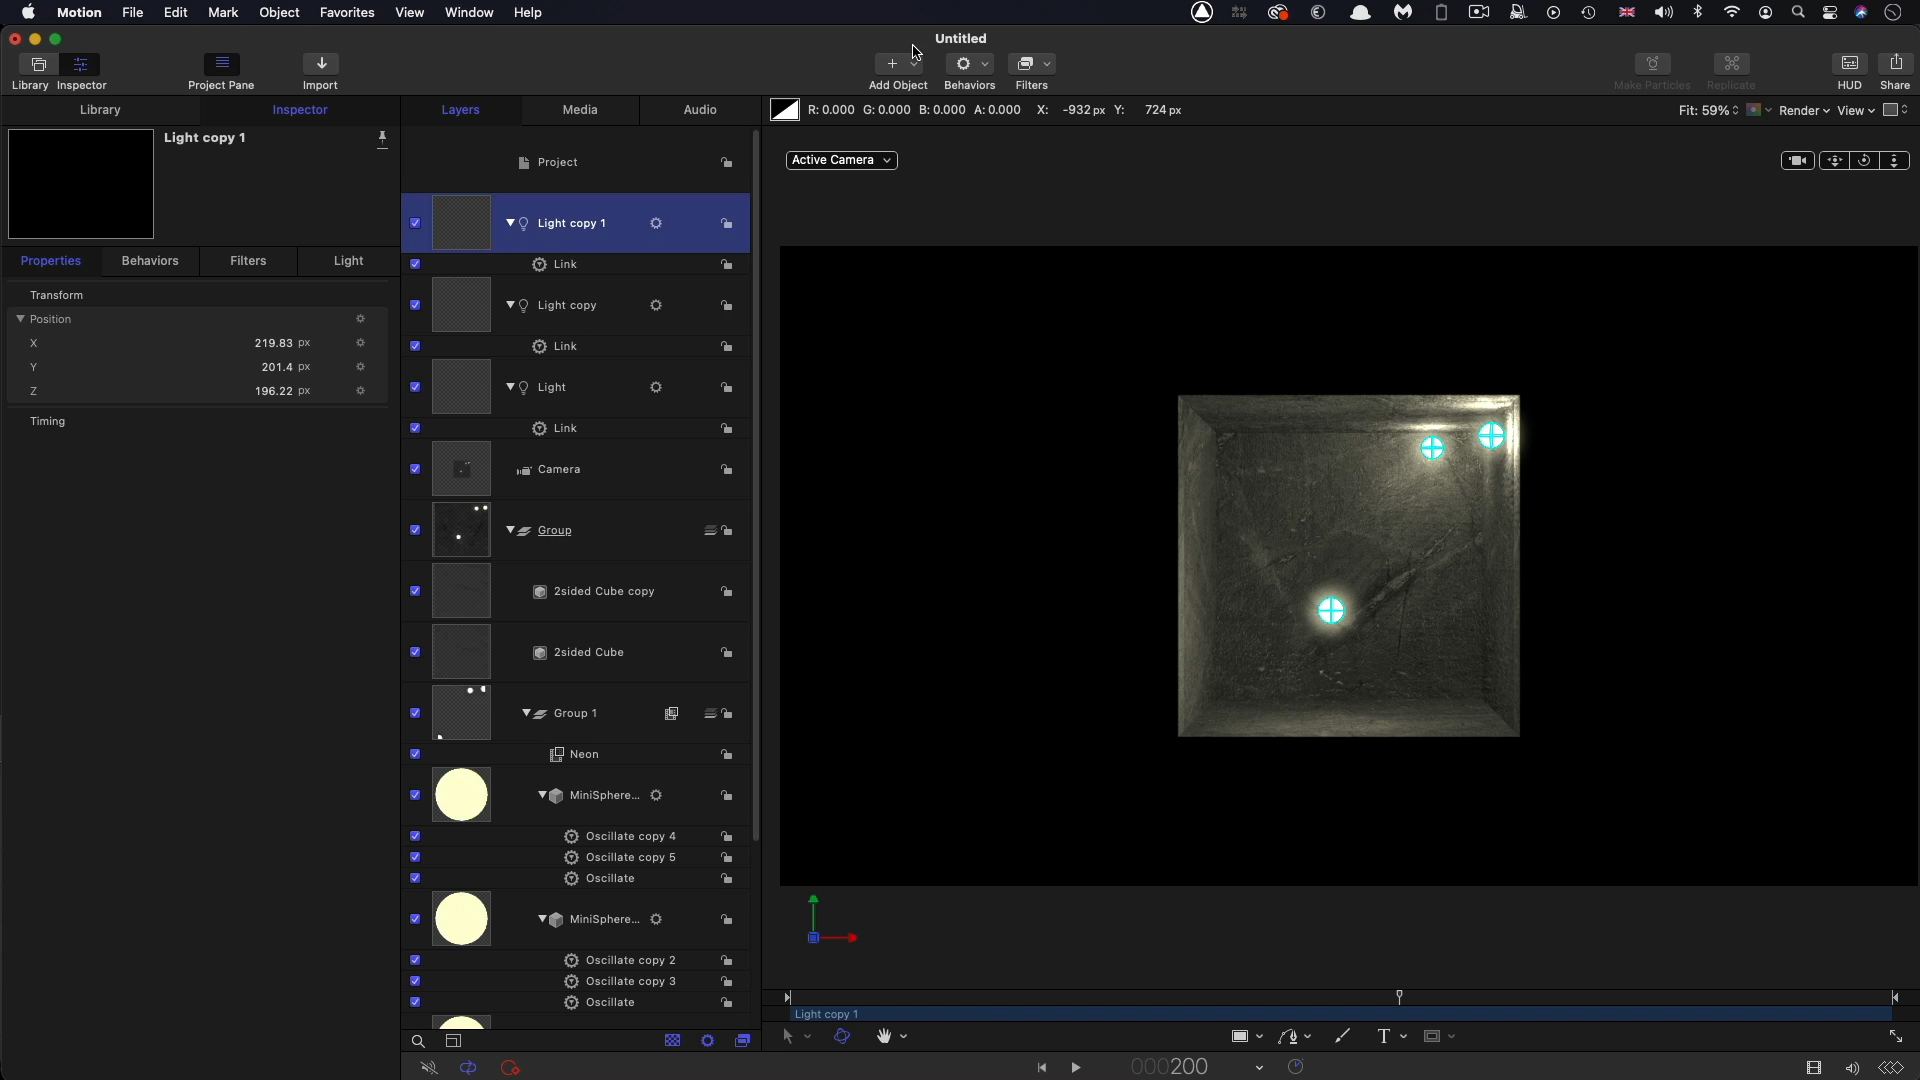 Motion File Edit Mark Object Favorites View Window Help
Untitled
Library Inspector Project Pane Import Add Object Behaviors Filters Make Particles Replicate HUD Share
Library Inspector Layers Media Audio R: 0.000 G: 0.000 B: 0.000 A: 0.000 X: -932 px Y: 724 px Fit: 59% Render View
Light copy 1
Active Camera
Project
Light copy 1
Properties Behaviors Filters Light
Link
Transform
Light copy
Position
X 219.83 px
Link
Y 201.4 px
Light
Z 196.22 px
Timing
Link
Camera
Group
2sided Cube copy
2sided Cube
Group 1
Neon
MiniSphere...
Oscillate copy 4
Oscillate copy 5
Oscillate
MiniSphere...
Oscillate copy 2
Oscillate copy 3
Oscillate
Light copy 1
T
000200